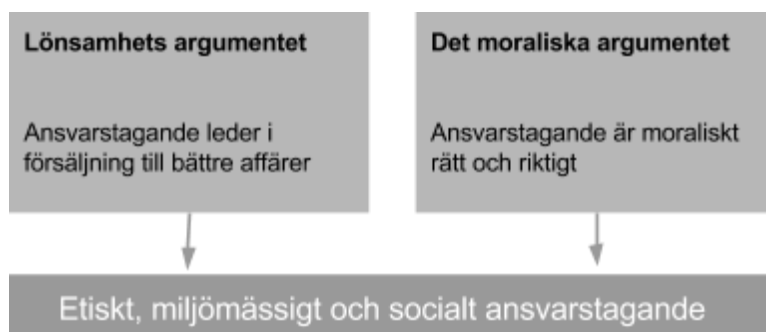 Lönsamhets argumentet
Ansvarstagande leder i
försäljning till bättre affärer
Det moraliska argumentet
Ansvarstagande är moraliskt
rätt och riktigt
Etiskt, miljömässigt och socialt ansvarstagande